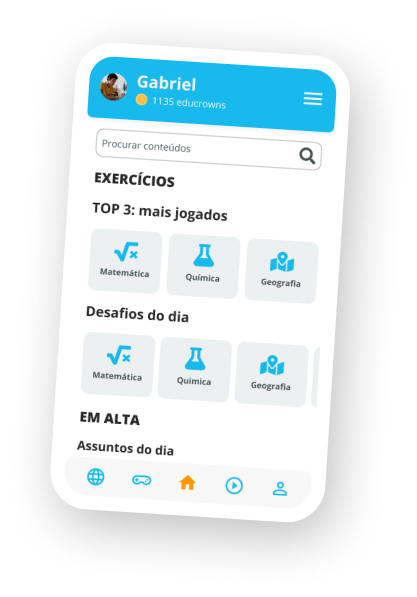 Gabriel
1135 educrowns
Procurar conteúdos
EXERCÍCIOS
TOP 3: mais jogados
Matemática Química Geografia
Desafios do dia
Matemática Química Geografia
EM ALTA
Assuntos do dia